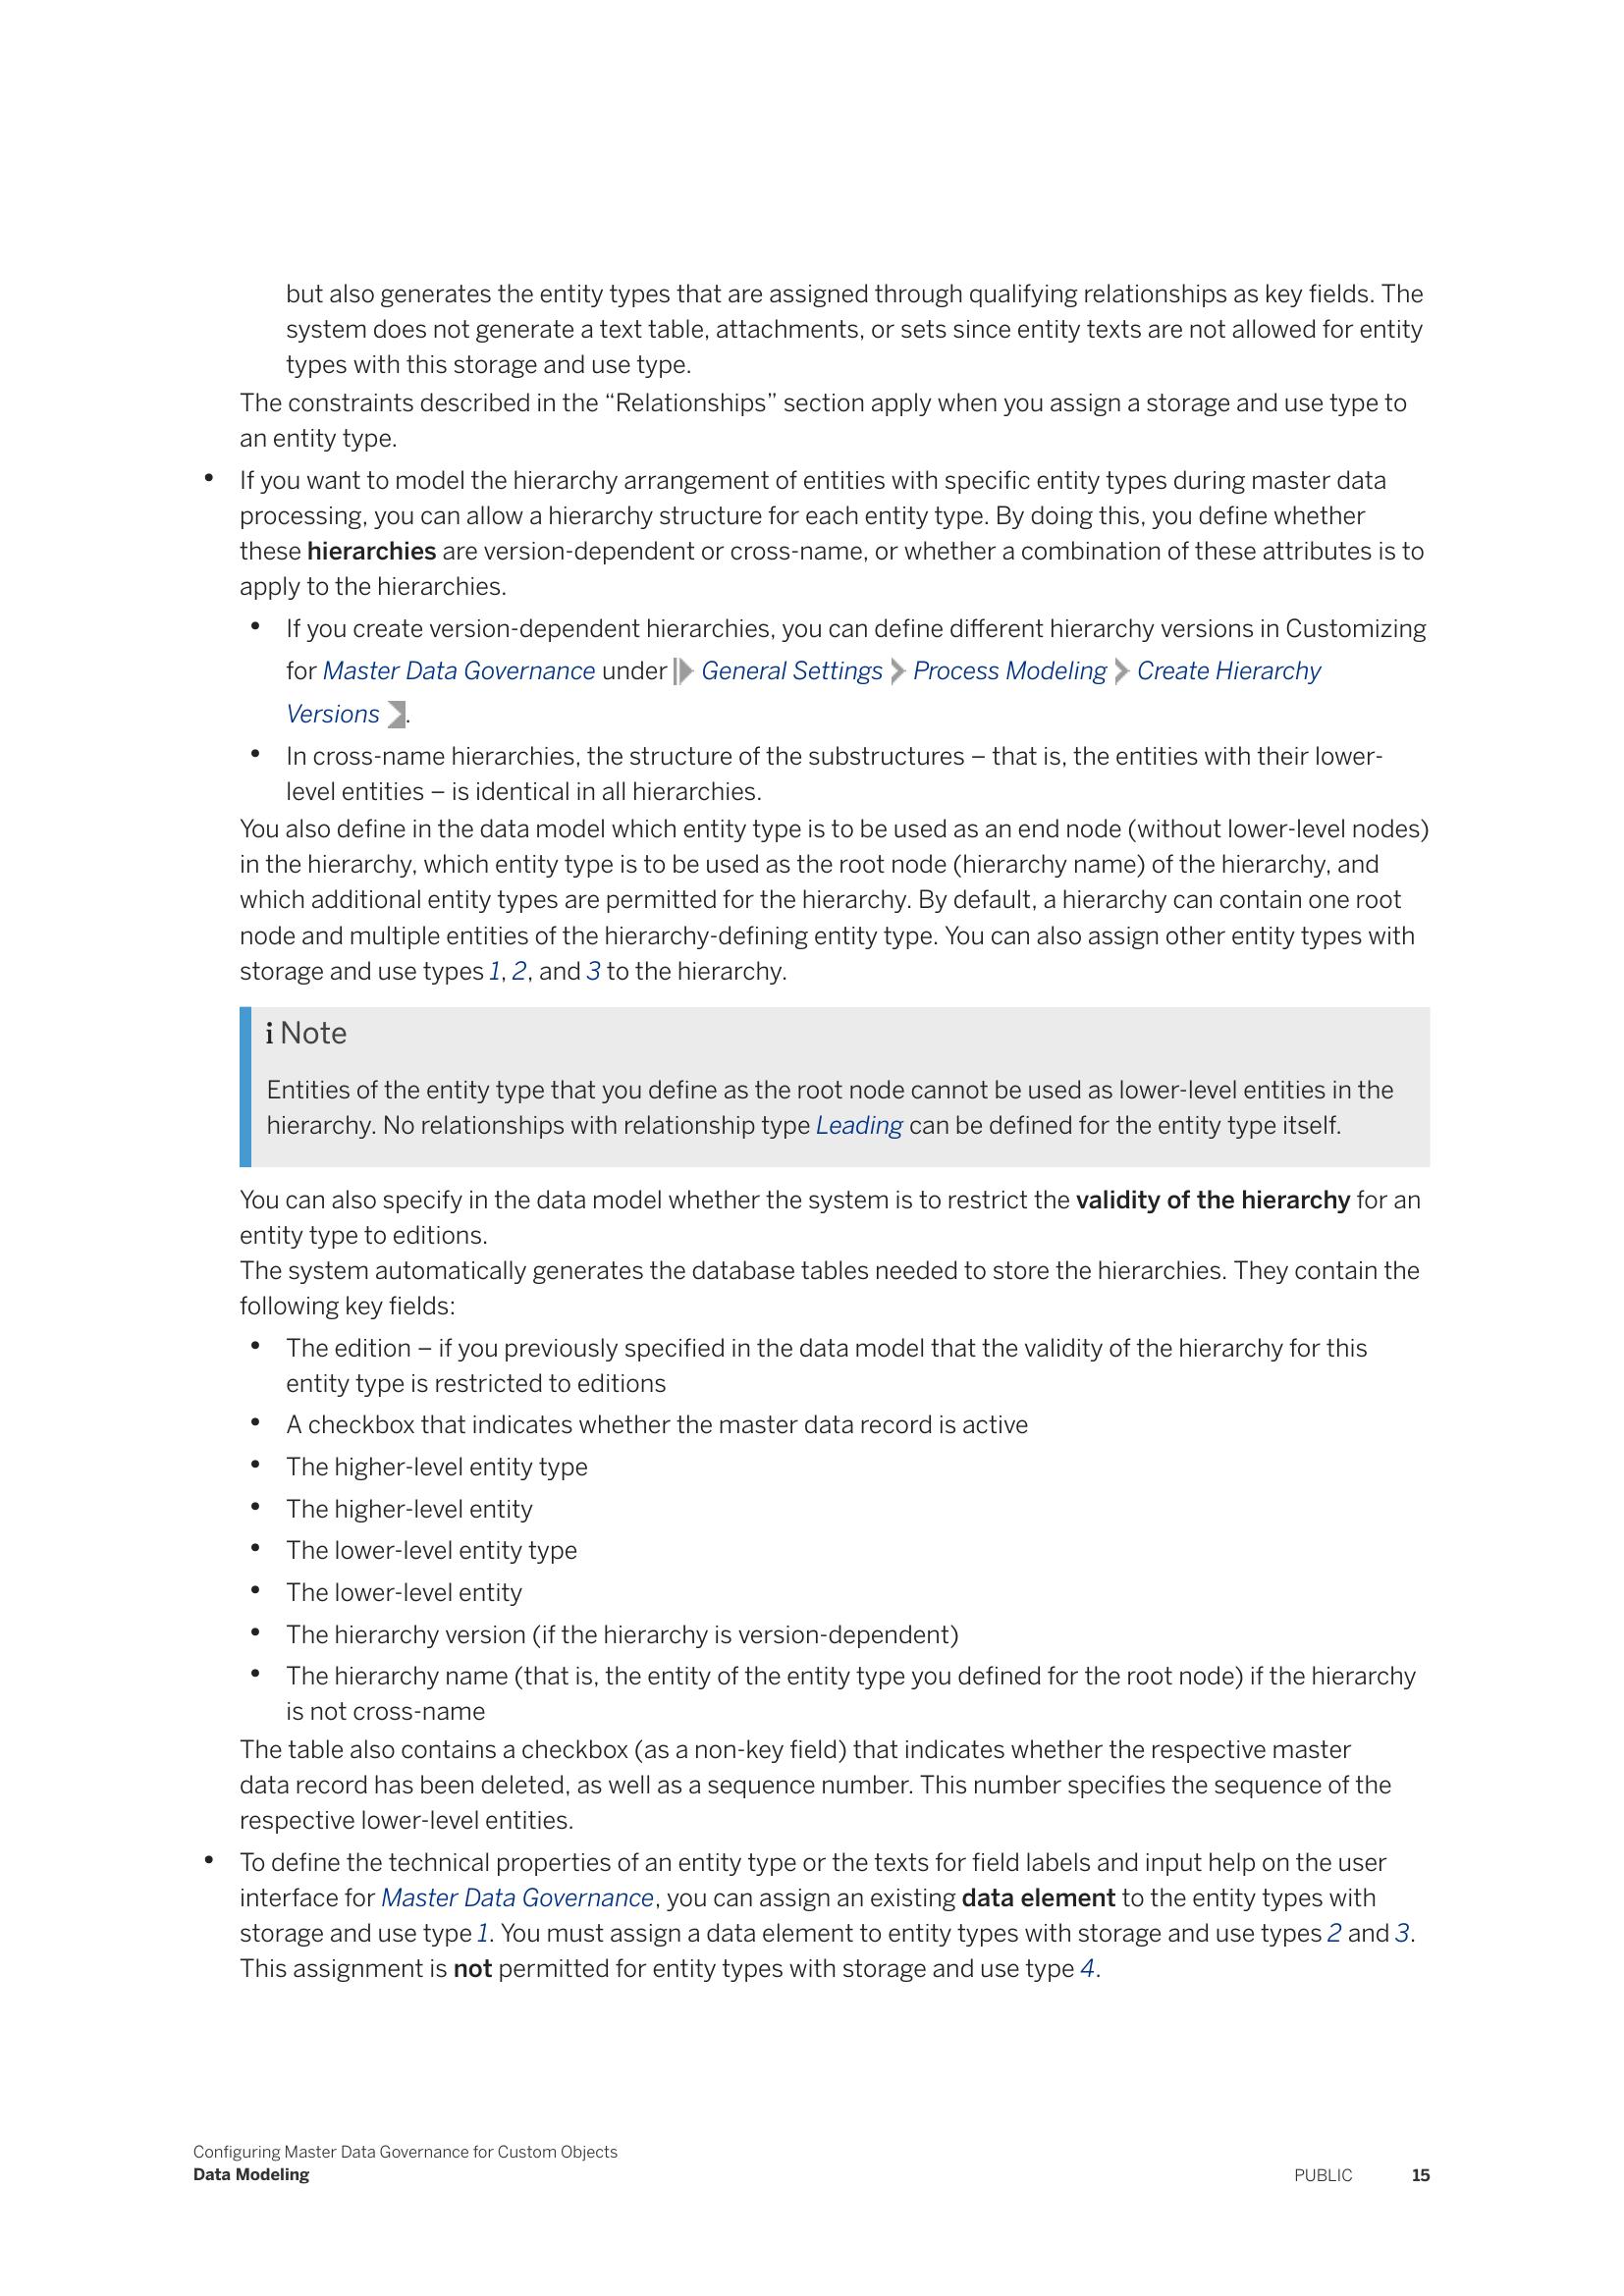 but also generates the entity types that are assigned through qualifying relationships as key fields. The
system does not generate a text table, attachments, or sets since entity texts are not allowed for entity
types with this storage and use type.
The constraints described in the “Relationships” section apply when you assign a storage and use type to
an entity type.
• If you want to model the hierarchy arrangement of entities with specific entity types during master data
processing, you can allow a hierarchy structure for each entity type. By doing this, you define whether
these hierarchies are version-dependent or cross-name, or whether a combination of these attributes is to
apply to the hierarchies.
• If you create version-dependent hierarchies, you can define different hierarchy versions in Customizing
for Master Data Governance under General Settings Process Modeling Create Hierarchy
Versions .
• In cross-name hierarchies, the structure of the substructures – that is, the entities with their lower-
level entities – is identical in all hierarchies.
You also define in the data model which entity type is to be used as an end node (without lower-level nodes)
in the hierarchy, which entity type is to be used as the root node (hierarchy name) of the hierarchy, and
which additional entity types are permitted for the hierarchy. By default, a hierarchy can contain one root
node and multiple entities of the hierarchy-defining entity type. You can also assign other entity types with
storage and use types 1, 2, and 3 to the hierarchy.
i Note
Entities of the entity type that you define as the root node cannot be used as lower-level entities in the
hierarchy. No relationships with relationship type Leading can be defined for the entity type itself.
You can also specify in the data model whether the system is to restrict the validity of the hierarchy for an
entity type to editions.
The system automatically generates the database tables needed to store the hierarchies. They contain the
following key fields:
• The edition – if you previously specified in the data model that the validity of the hierarchy for this
entity type is restricted to editions
• A checkbox that indicates whether the master data record is active
• The higher-level entity type
• The higher-level entity
• The lower-level entity type
• The lower-level entity
• The hierarchy version (if the hierarchy is version-dependent)
• The hierarchy name (that is, the entity of the entity type you defined for the root node) if the hierarchy
is not cross-name
The table also contains a checkbox (as a non-key field) that indicates whether the respective master
data record has been deleted, as well as a sequence number. This number specifies the sequence of the
respective lower-level entities.
• To define the technical properties of an entity type or the texts for field labels and input help on the user
interface for Master Data Governance, you can assign an existing data element to the entity types with
storage and use type 1. You must assign a data element to entity types with storage and use types 2 and 3.
This assignment is not permitted for entity types with storage and use type 4.
Configuring Master Data Governance for Custom Objects
Data Modeling
PUBLIC 15